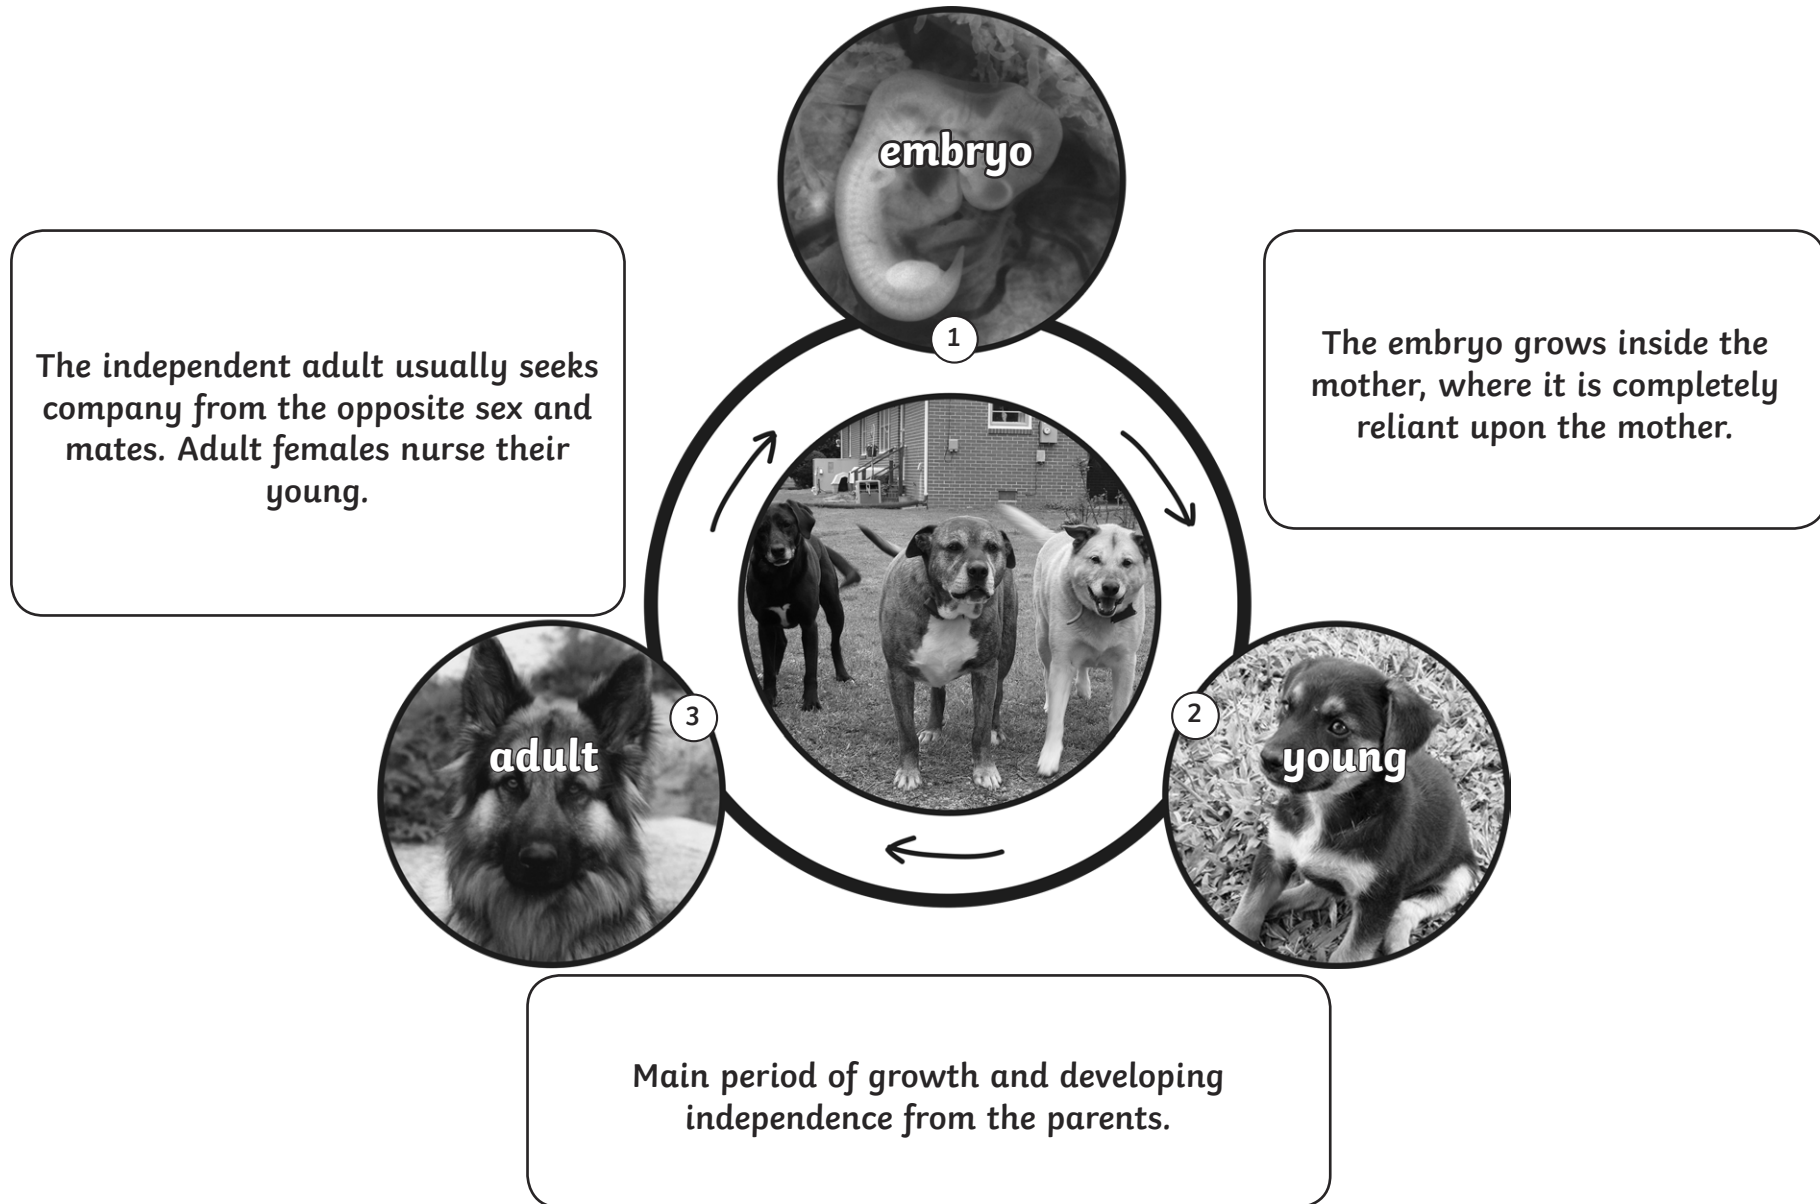 embryo
1
The embryo grows inside the
mother, where it is completely
reliant upon the mother.
2
young
Main period of growth and developing
independence from the parents.
3
adult
The independent adult usually seeks
company from the opposite sex and
mates. Adult females nurse their
young.